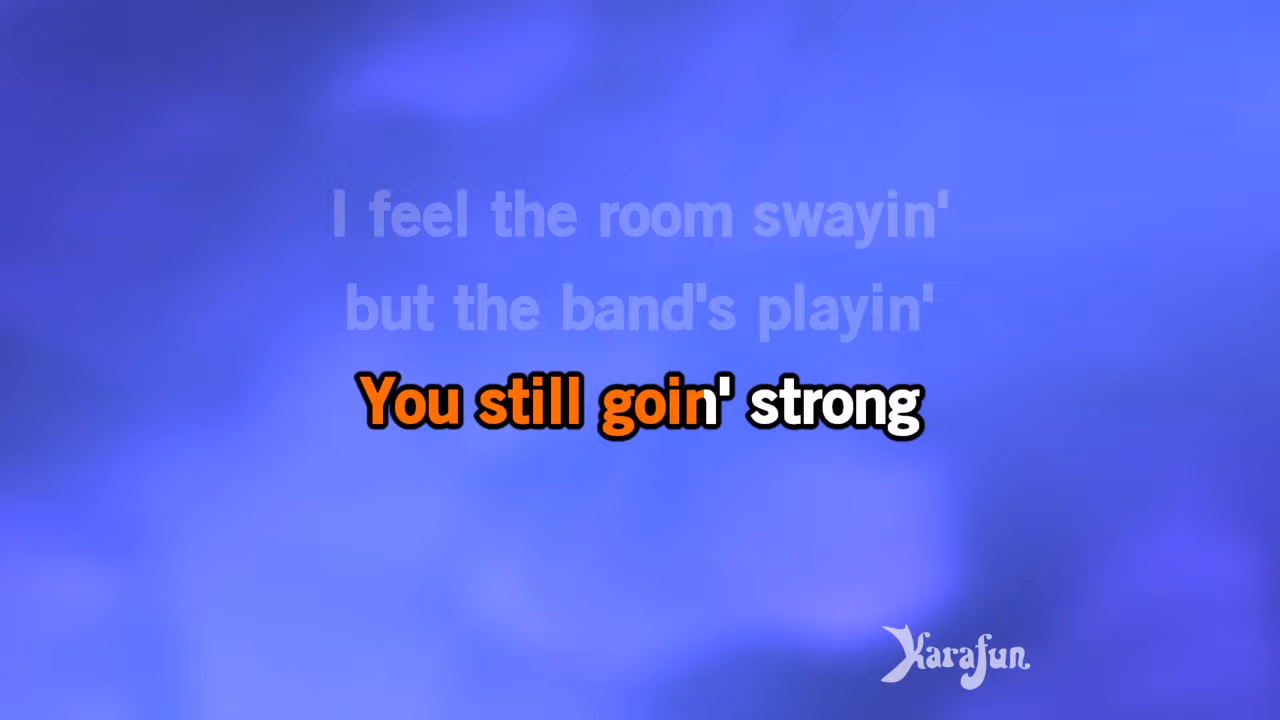 I feel the room swayin'
but the band's playin'
You still goin' strong
Karafun